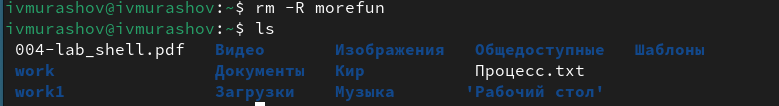 ivmurashov@ivmurashov:~$ rm -R morefun
ivmurashov@ivmurashov:~$ ls
004-lab_shell.pdf Видео Изображения Общедоступные Шаблоны
work Документы Кир Процесс.txt
work1 Загрузки Музыка 'Рабочий стол'